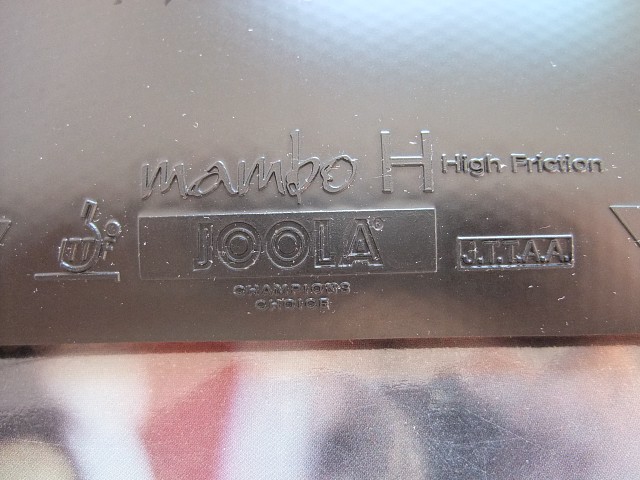 mambo H High Friction
JOOLA®
J.T.T.A.A.
CHAMPIONS
CHOICE